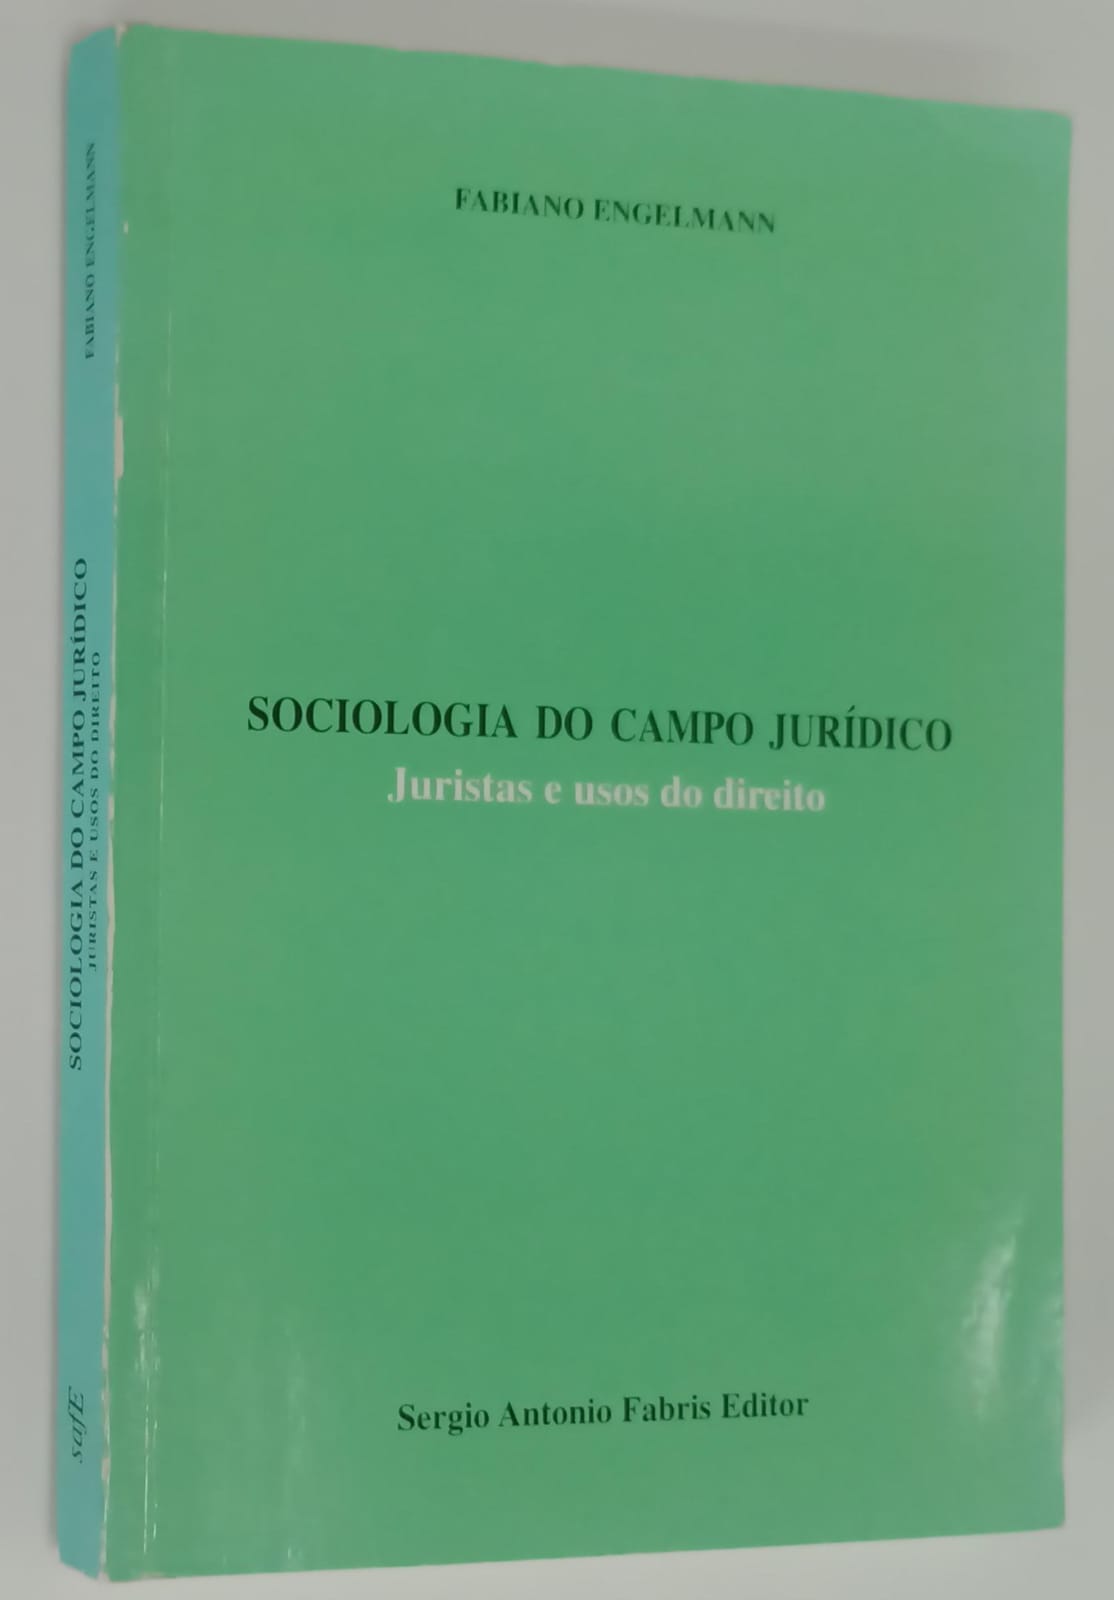 FABIANO ENGELMANN
SOCIOLOGIA DO CAMPO JURÍDICO
Juristas e usos do direito
Sergio Antonio Fabris Editor
FABIANO ENGELMANN
SOCIOLOGIA DO CAMPO JURÍDICO
JURISTAS E USOS DO DIREITO
safE